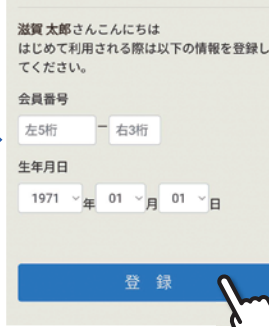 滋賀 太郎さんこんにちは
はじめて利用される際は以下の情報を登録し
てください。
会員番号
左5桁 － 右3桁
生年月日
1971 年 01 月 01 日
登 録